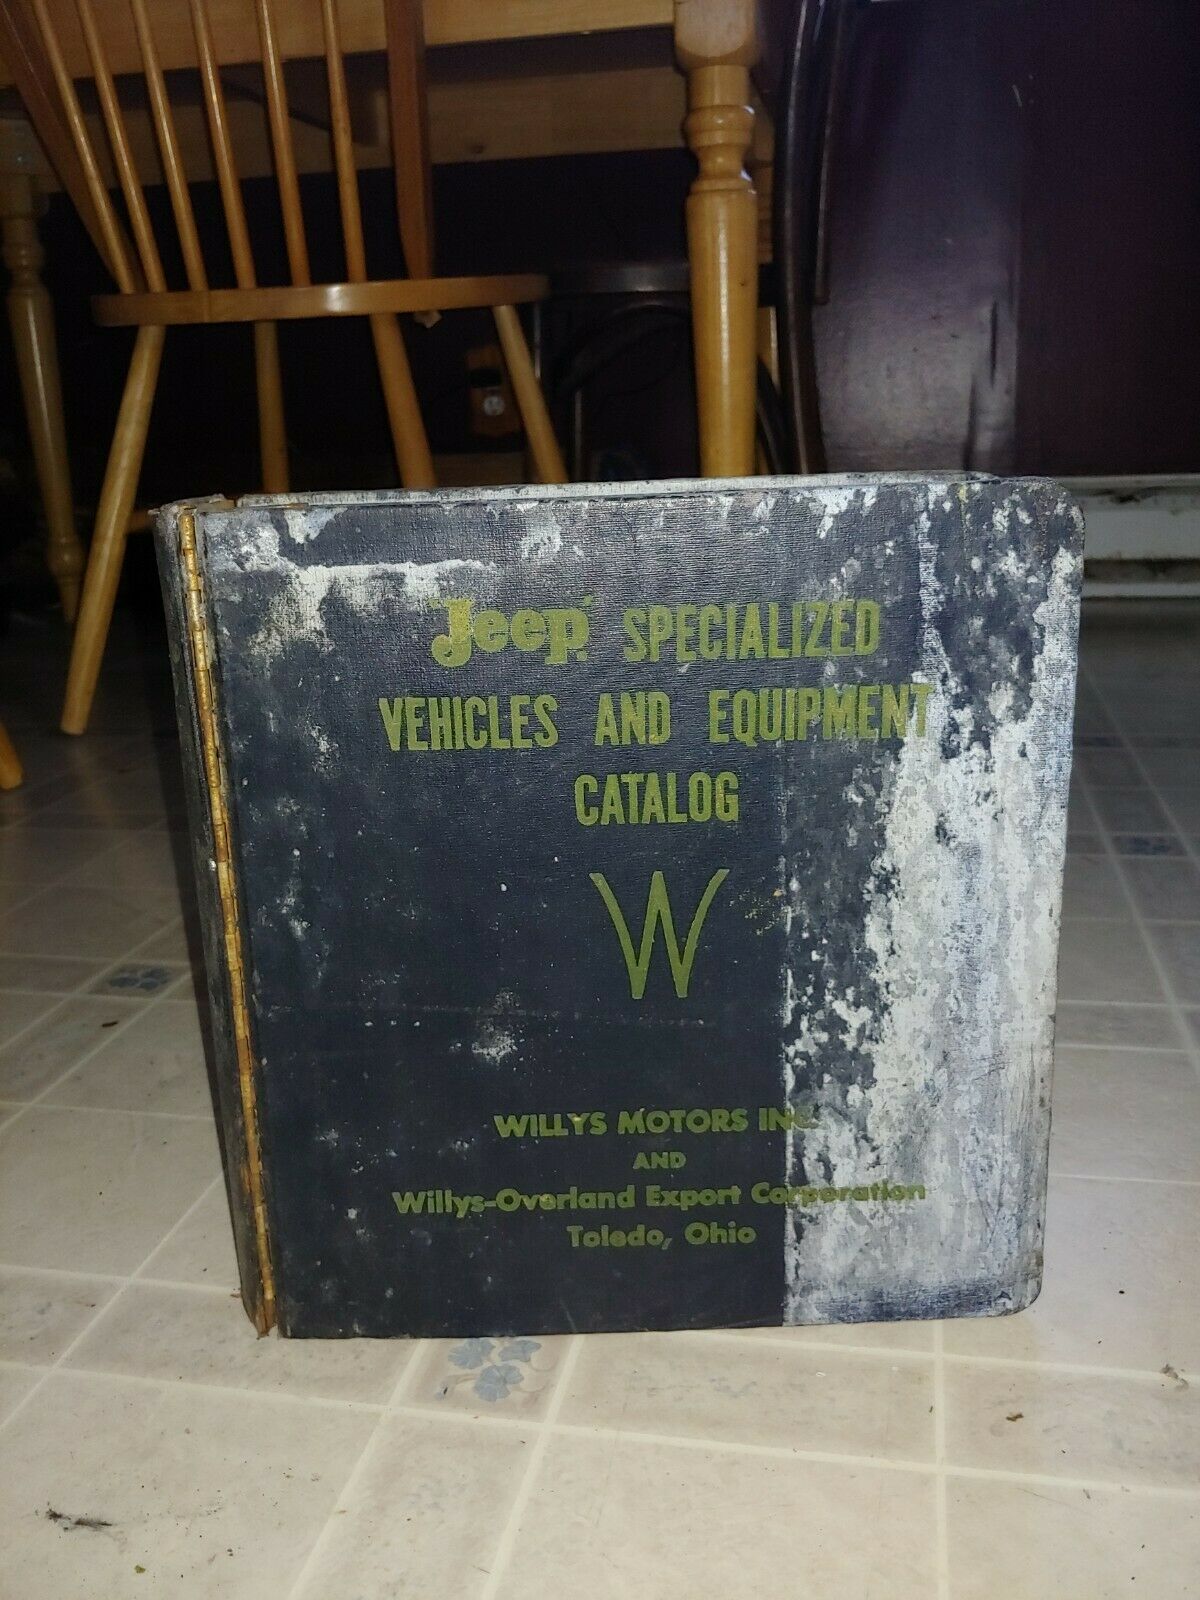 "Jeep" SPECIALIZED
VEHICLES AND EQUIPMENT
CATALOG
W
WILLYS MOTORS INC.
AND
Willys-Overland Export Corporation
Toledo, Ohio